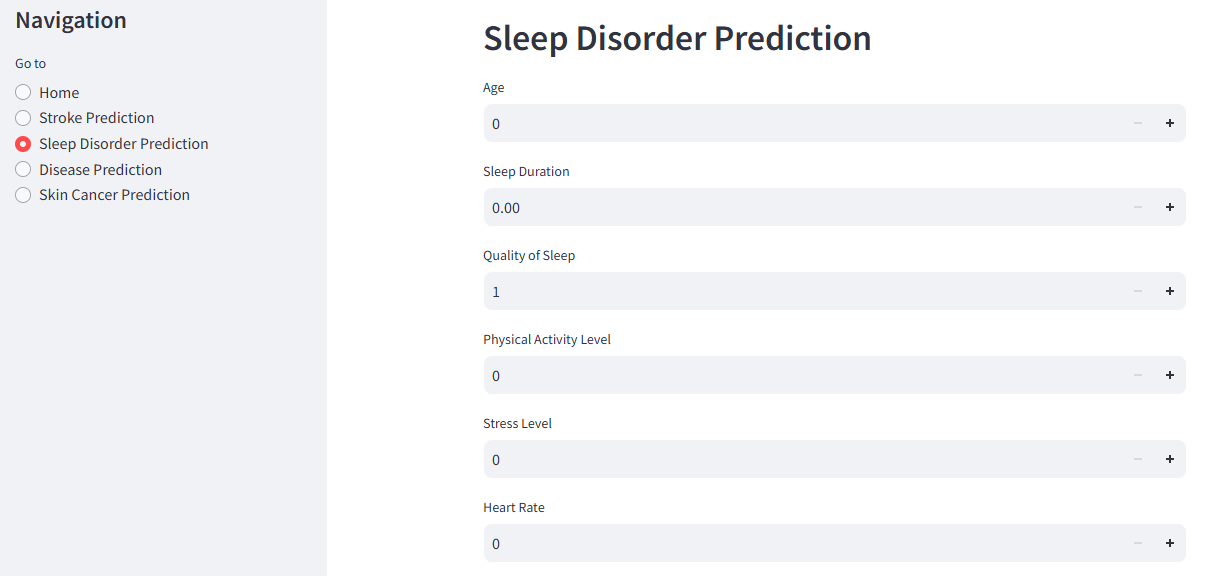 Navigation
Go to
Home
Stroke Prediction
Sleep Disorder Prediction
Disease Prediction
Skin Cancer Prediction
Sleep Disorder Prediction
Age
0
Sleep Duration
0.00
Quality of Sleep
1
Physical Activity Level
0
Stress Level
0
Heart Rate
0